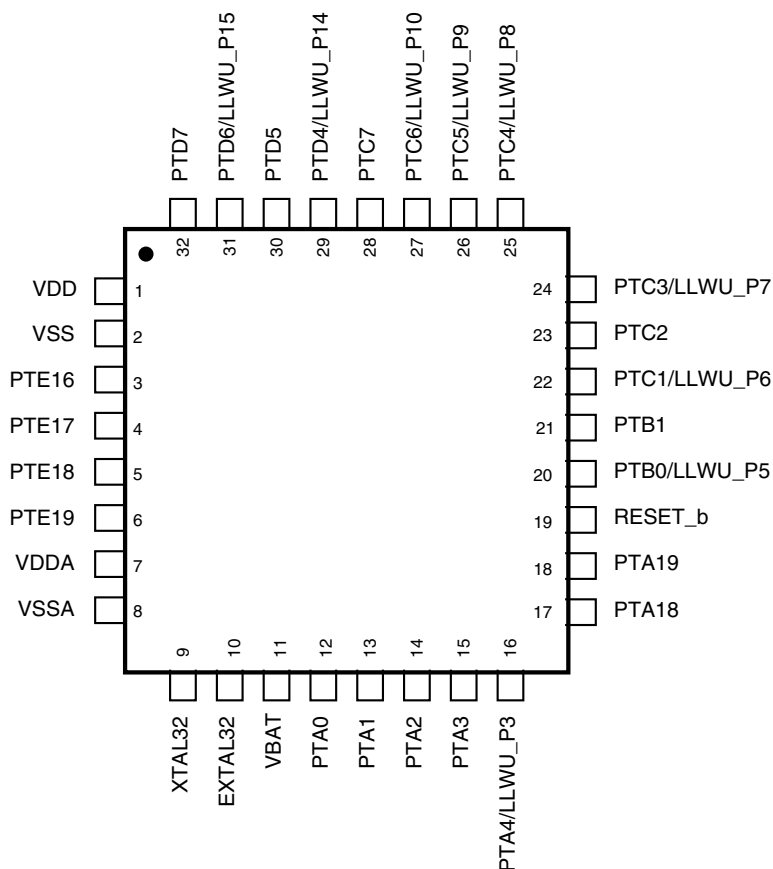 PTD7
PTD6/LLWU_P15
PTD5
PTD4/LLWU_P14
PTC7
PTC6/LLWU_P10
PTC5/LLWU_P9
PTC4/LLWU_P8
32
31
30
29
28
27
26
25
VDD
1
VSS
2
PTE16
3
PTE17
4
PTE18
5
PTE19
6
VDDA
7
VSSA
8
24
PTC3/LLWU_P7
23
PTC2
22
PTC1/LLWU_P6
21
PTB1
20
PTB0/LLWU_P5
19
RESET_b
18
PTA19
17
PTA18
9
10
11
12
13
14
15
16
XTAL32
EXTAL32
VBAT
PTA0
PTA1
PTA2
PTA3
PTA4/LLWU_P3